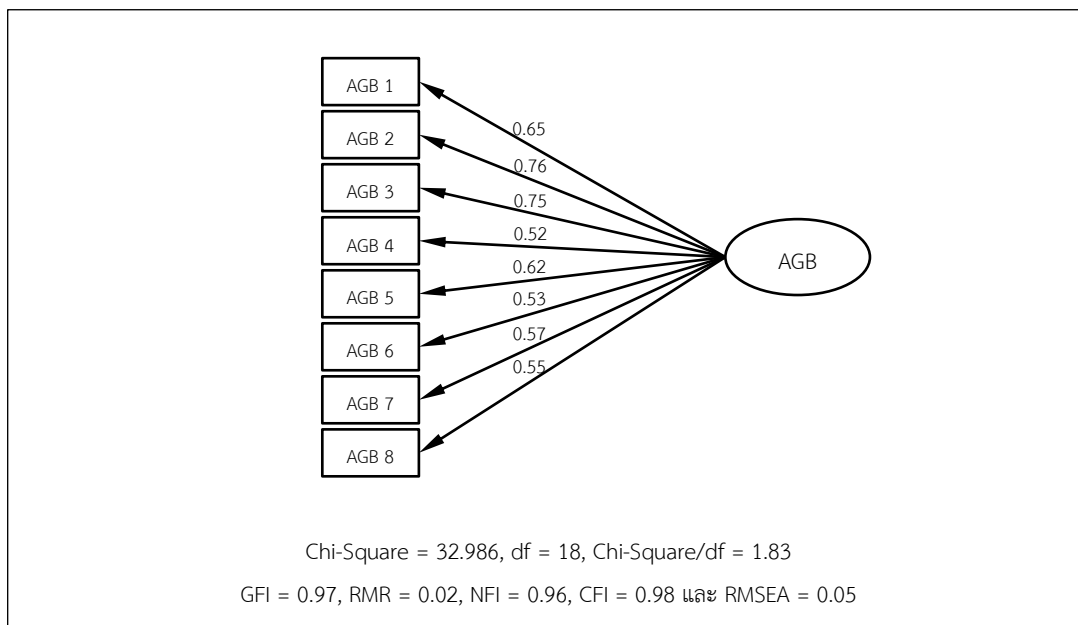 AGB 1
0.65
AGB 2
0.76
AGB 3
0.75
AGB 4
0.52
AGB 5
0.62
AGB 6
0.53
AGB 7
0.57
AGB 8
0.55
AGB
Chi-Square = 32.986, df = 18, Chi-Square/df = 1.83
GFI = 0.97, RMR = 0.02, NFI = 0.96, CFI = 0.98 และ RMSEA = 0.05